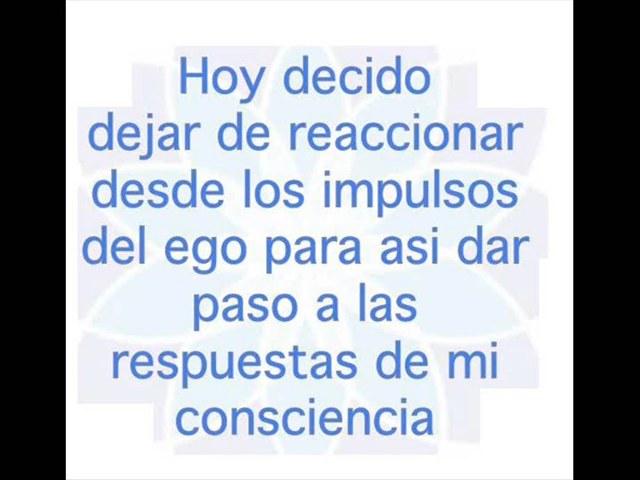 Hoy decido
dejar de reaccionar
desde los impulsos
del ego para asi dar
paso a las
respuestas de mi
consciencia